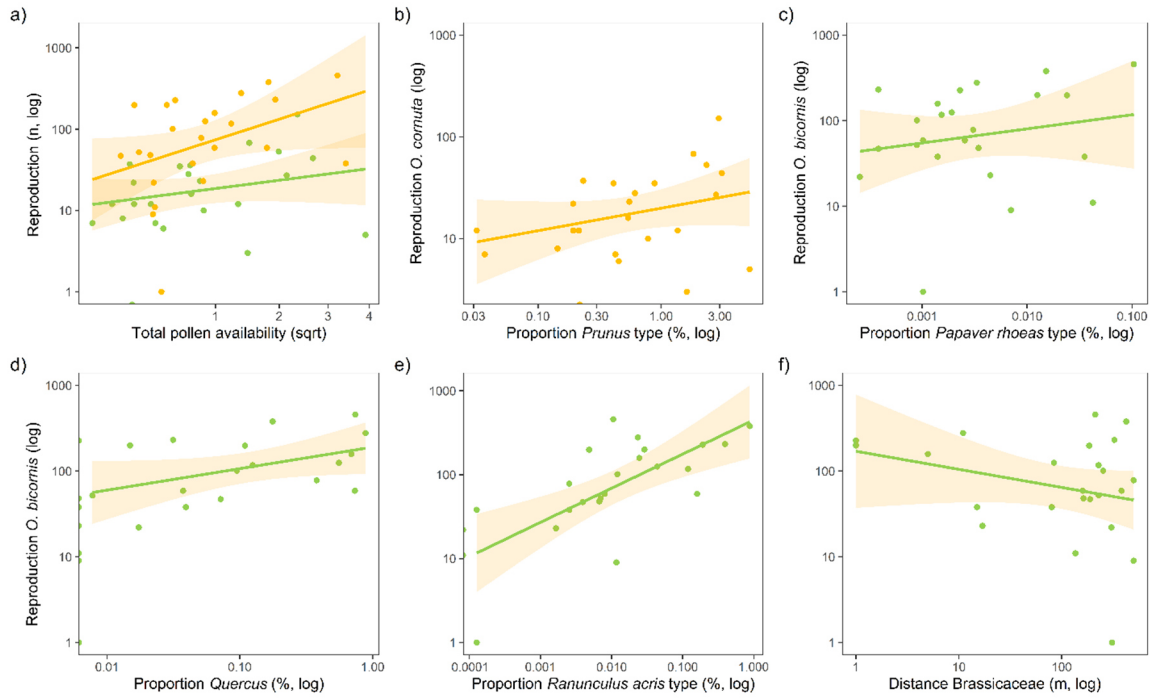 a)
Reproduction (n, log)
1000
100
10
1
1
2
3
4
Total pollen availability (sqrt)
b)
Reproduction O. cornuta (log)
1000
100
10
0.03
0.10
0.30
1.00
3.00
Proportion Prunus type (%, log)
c)
Reproduction O. bicornis (log)
1000
100
10
1
0.001
0.010
0.100
Proportion Papaver rhoeas type (%, log)
d)
Reproduction O. bicornis (log)
1000
100
10
1
0.01
0.10
1.00
Proportion Quercus (%, log)
e)
1000
100
10
1
0.0001
0.001
0.010
0.100
1.000
Proportion Ranunculus acris type (%, log)
f)
1000
100
10
1
1
10
100
Distance Brassicaceae (m, log)